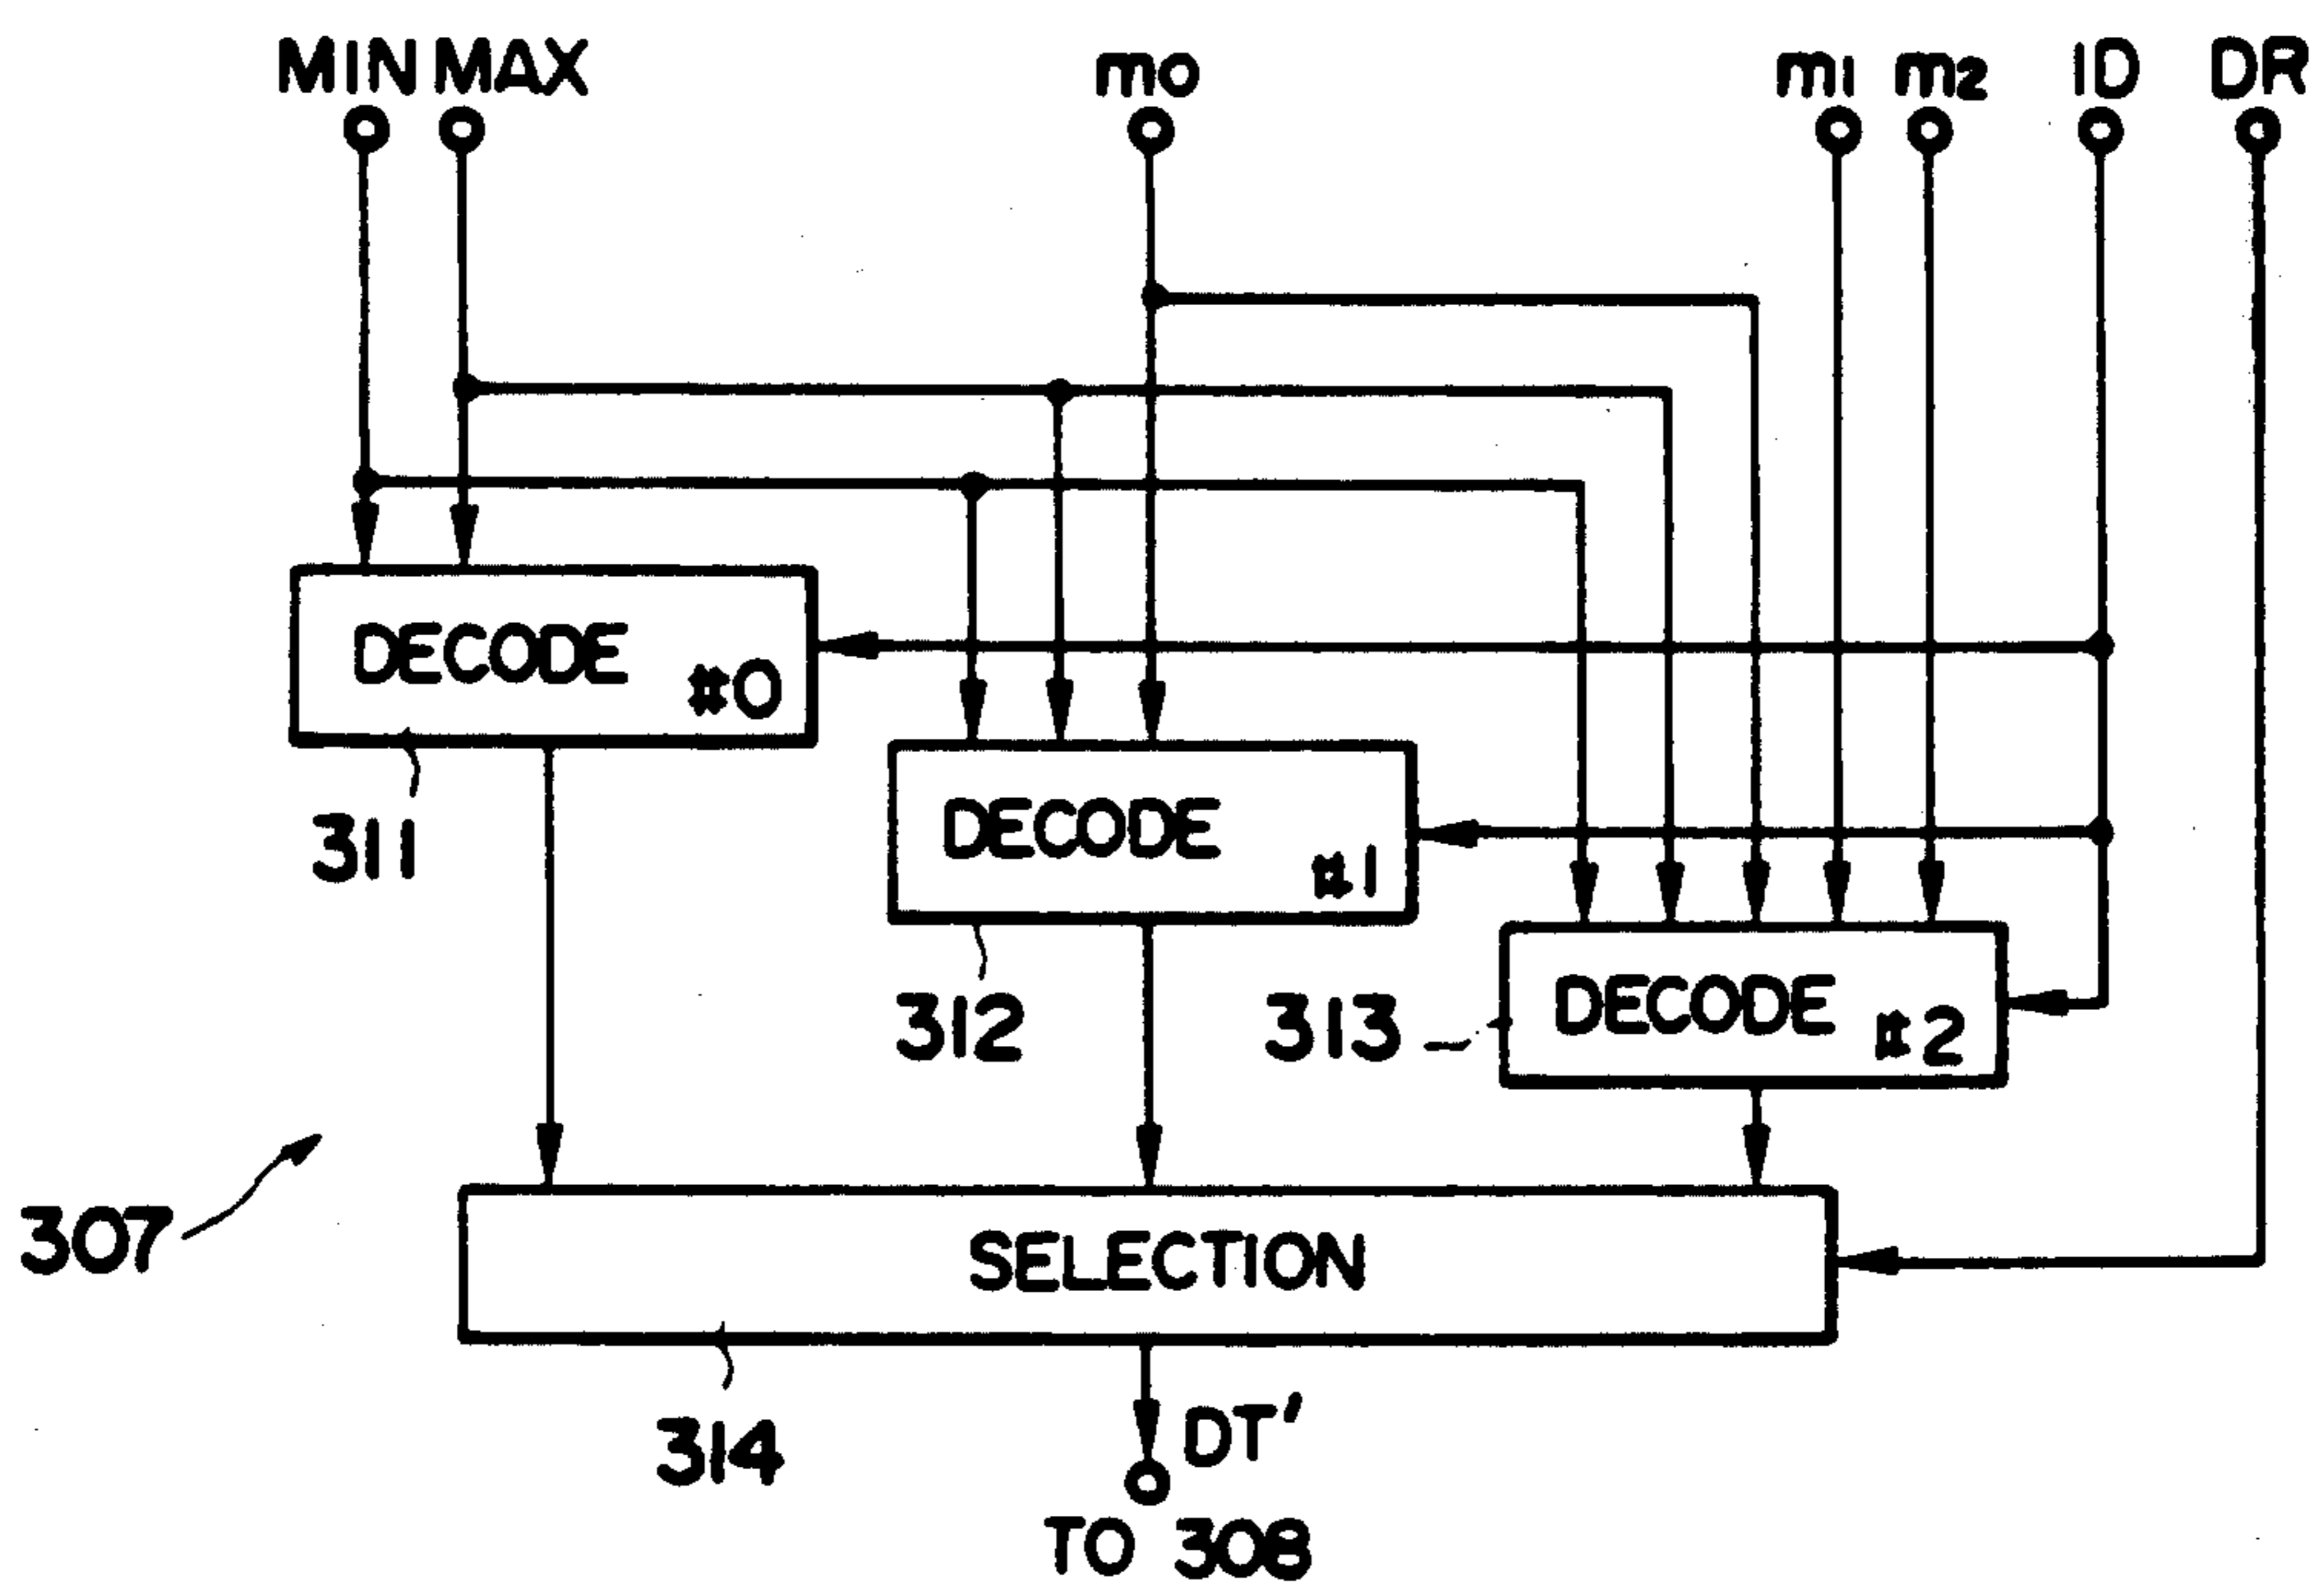 MIN MAX m0 m1 m2 ID DR
DECODE #0
311
DECODE #1
312
DECODE #2
313
307
SELECTION
314
DT'
TO 308